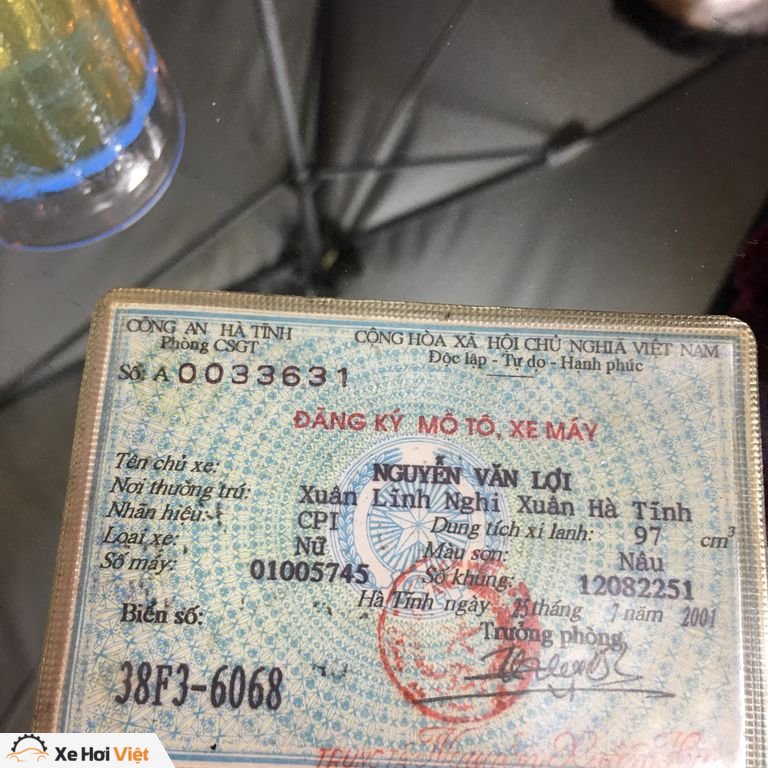 CÔNG AN HÀ TĨNH
Phòng CSGT
CỘNG HÒA XÃ HỘI CHỦ NGHĨA VIỆT NAM
Độc lập - Tự do - Hạnh phúc
Số: A 0033631
ĐĂNG KÝ MÔ TÔ, XE MÁY
Tên chủ xe: NGUYỄN VĂN LỢI
Nơi thường trú: Xuân Linh Nghi Xuân Hà Tĩnh
Nhãn hiệu: CPI Dung tích xi lanh: 97 cm³
Loại xe: Nữ Màu sơn: Nâu
Số máy: 01005745 Số khung: 12082251
Hà Tĩnh ngày 25 tháng 7 năm 2001
Biển số: Trưởng phòng
38F3-6068
TRUNG TÁ
Xe Hơi Việt